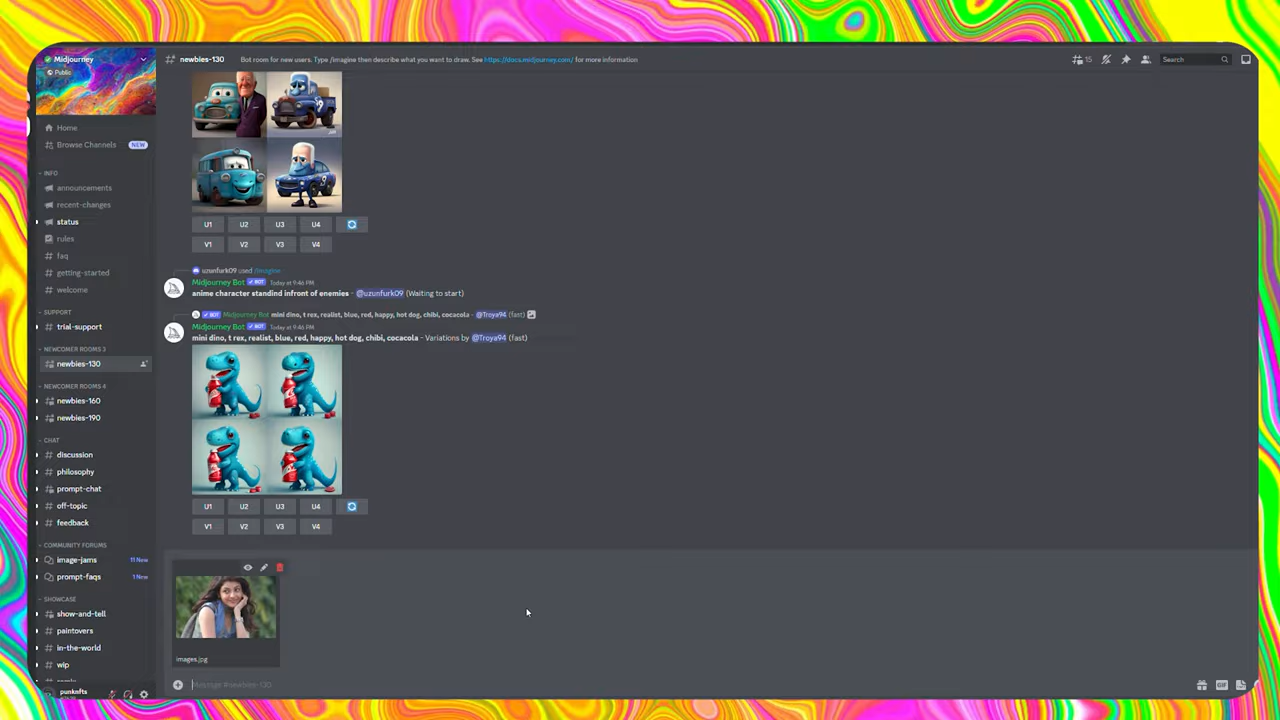 Midjourney
Public
Home
Browse Channels
NEW
INFO
announcements
recent-changes
status
rules
faq
getting-started
welcome
SUPPORT
trial-support
NEWCOMER ROOMS 3
newbies-130
NEWCOMER ROOMS 4
newbies-160
newbies-190
CHAT
discussion
philosophy
prompt-chat
off-topic
feedback
COMMUNITY FORUMS
image-jams
11 New
prompt-faqs
1 New
SHOWCASE
show-and-tell
paintovers
in-the-world
wip
punknfts
newbies-130
Bot room for new users. Type /imagine then describe what you want to draw. See https://docs.midjourney.com/ for more information
15
Search
U1 U2 U3 U4
V1 V2 V3 V4
uzunfurk09 used /imagine
Midjourney Bot BOT Today at 9:46 PM
anime character standind infront of enemies - @uzunfurk09 (Waiting to start)
BOT Midjourney Bot mini dino, t rex, realist, blue, red, happy, hot dog, chibi, cocacola - @Troya94 (fast)
Midjourney Bot BOT Today at 9:46 PM
mini dino, t rex, realist, blue, red, happy, hot dog, chibi, cocacola - Variations by @Troya94 (fast)
U1 U2 U3 U4
V1 V2 V3 V4
images.jpg
Message #newbies-130
GIF